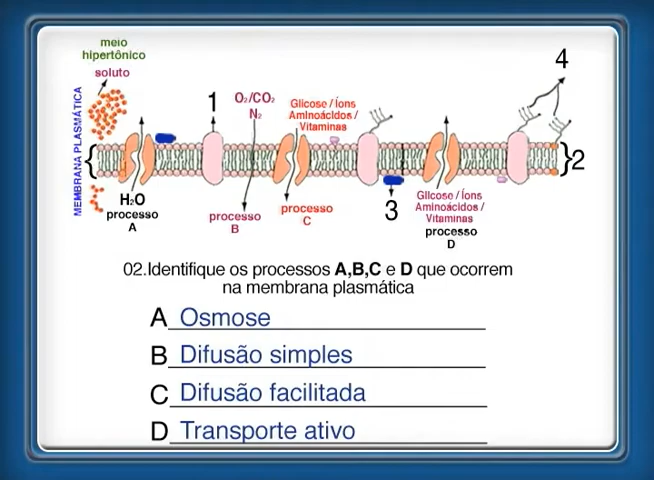 meio
hipertônico
soluto
MEMBRANA PLASMÁTICA
{
H₂O
processo
A
1
O₂/CO₂
N₂
processo
B
Glicose / Íons
Aminoácidos /
Vitaminas
processo
C
3
Glicose / Íons
Aminoácidos /
Vitaminas
processo
D
4
}2
02.Identifique os processos A,B,C e D que ocorrem
na membrana plasmática
A Osmose
B Difusão simples
C Difusão facilitada
D Transporte ativo